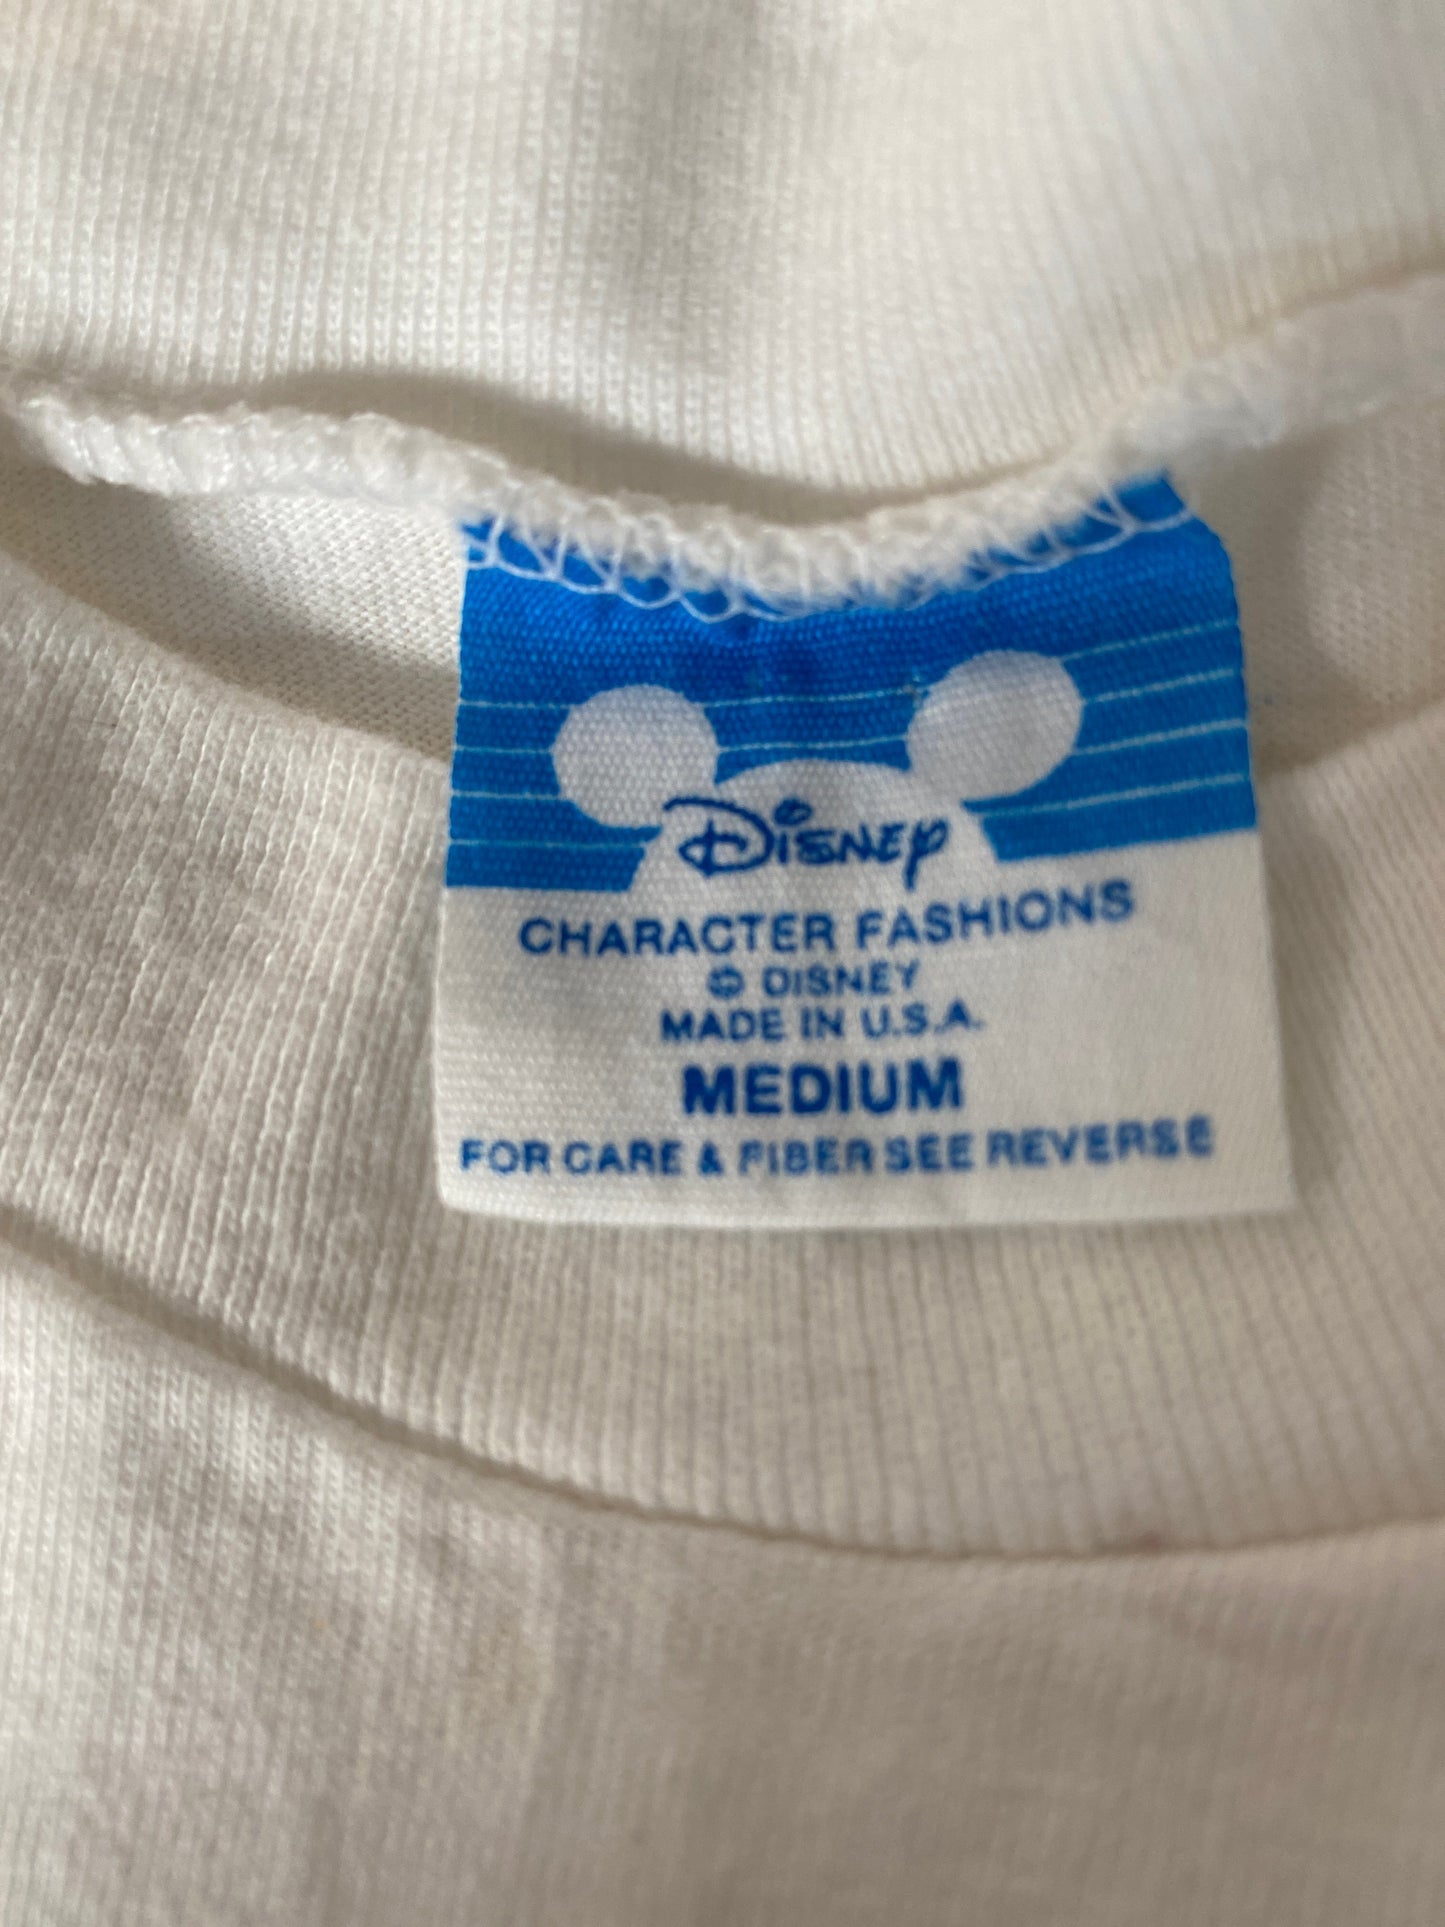 Disney
CHARACTER FASHIONS
© DISNEY
MADE IN U.S.A.
MEDIUM
FOR CARE & FIBER SEE REVERSE